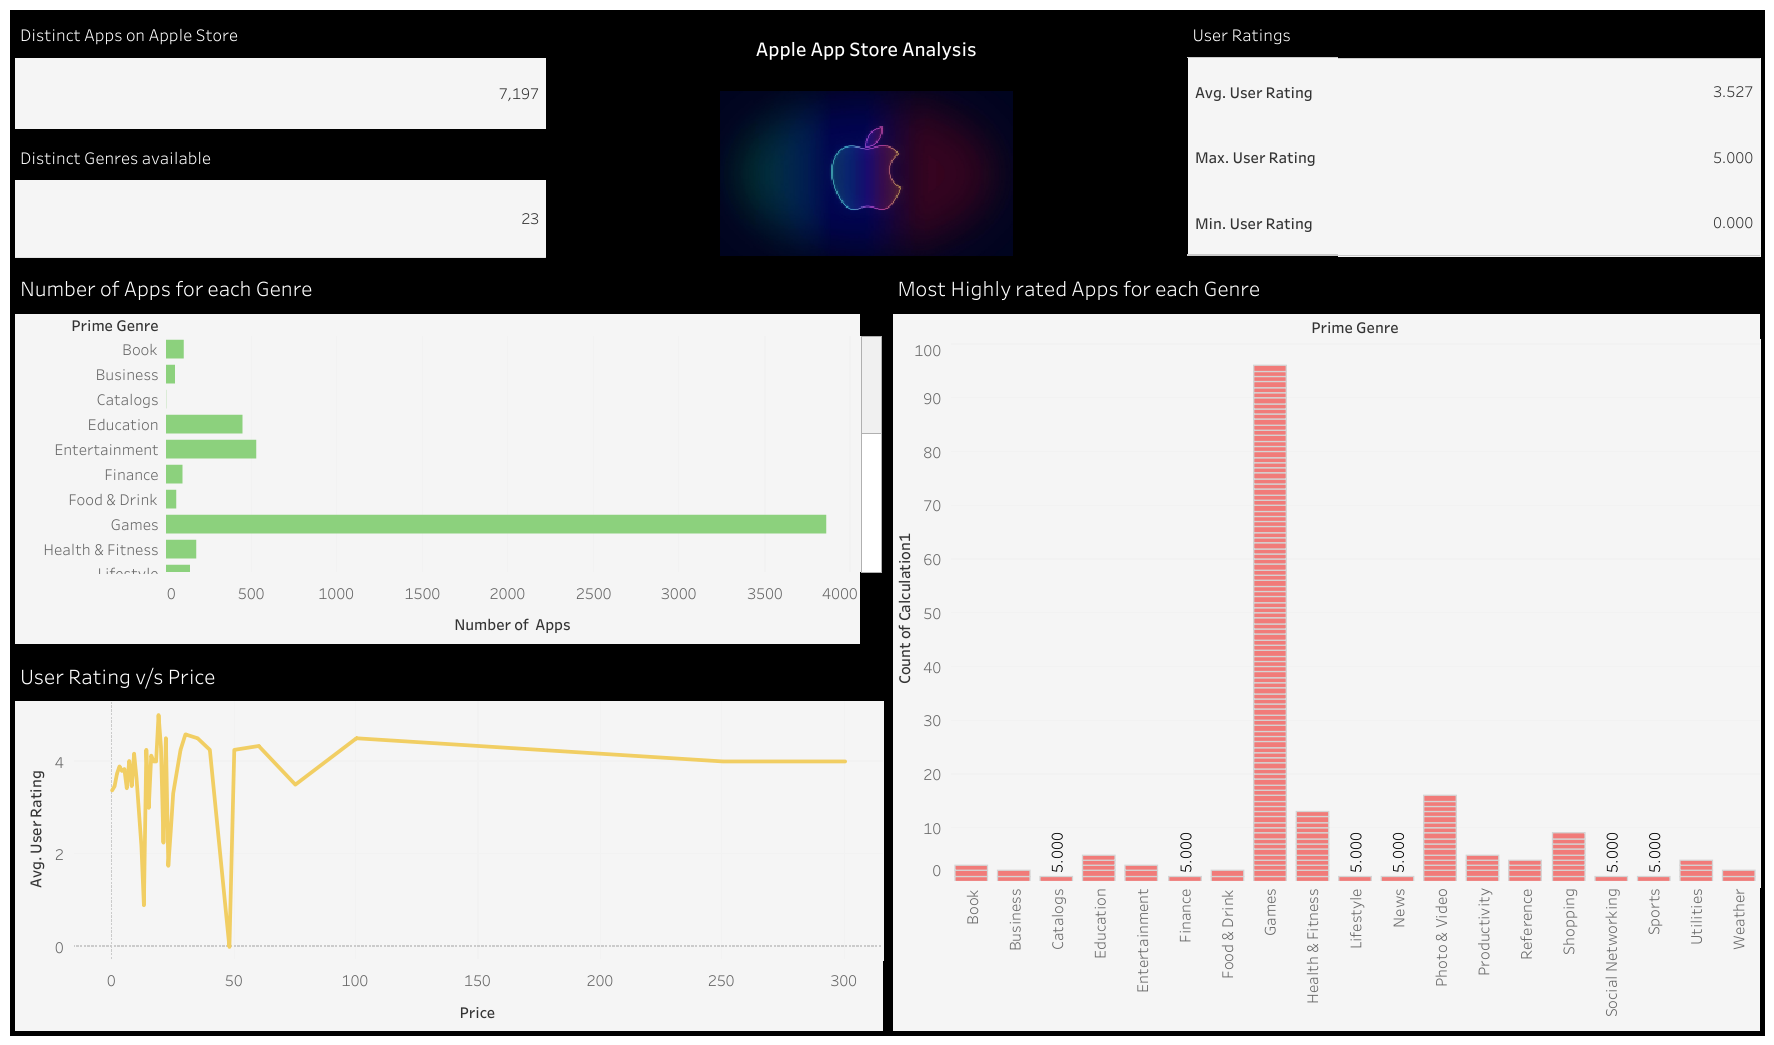 Distinct Apps on Apple Store
7,197
Distinct Genres available
23
Apple App Store Analysis
User Ratings
Avg. User Rating 3.527
Max. User Rating 5.000
Min. User Rating 0.000
Number of Apps for each Genre
Prime Genre
Book
Business
Catalogs
Education
Entertainment
Finance
Food & Drink
Games
Health & Fitness
Lifestyle
0 500 1000 1500 2000 2500 3000 3500 4000
Number of Apps
User Rating v/s Price
Avg. User Rating
4
2
0
0 50 100 150 200 250 300
Price
Most Highly rated Apps for each Genre
Prime Genre
Count of Calculation1
100
90
80
70
60
50
40
30
20
10
0
5.000 5.000 5.000 5.000 5.000 5.000
Book
Business
Catalogs
Education
Entertainment
Finance
Food & Drink
Games
Health & Fitness
Lifestyle
News
Photo & Video
Productivity
Reference
Shopping
Social Networking
Sports
Utilities
Weather